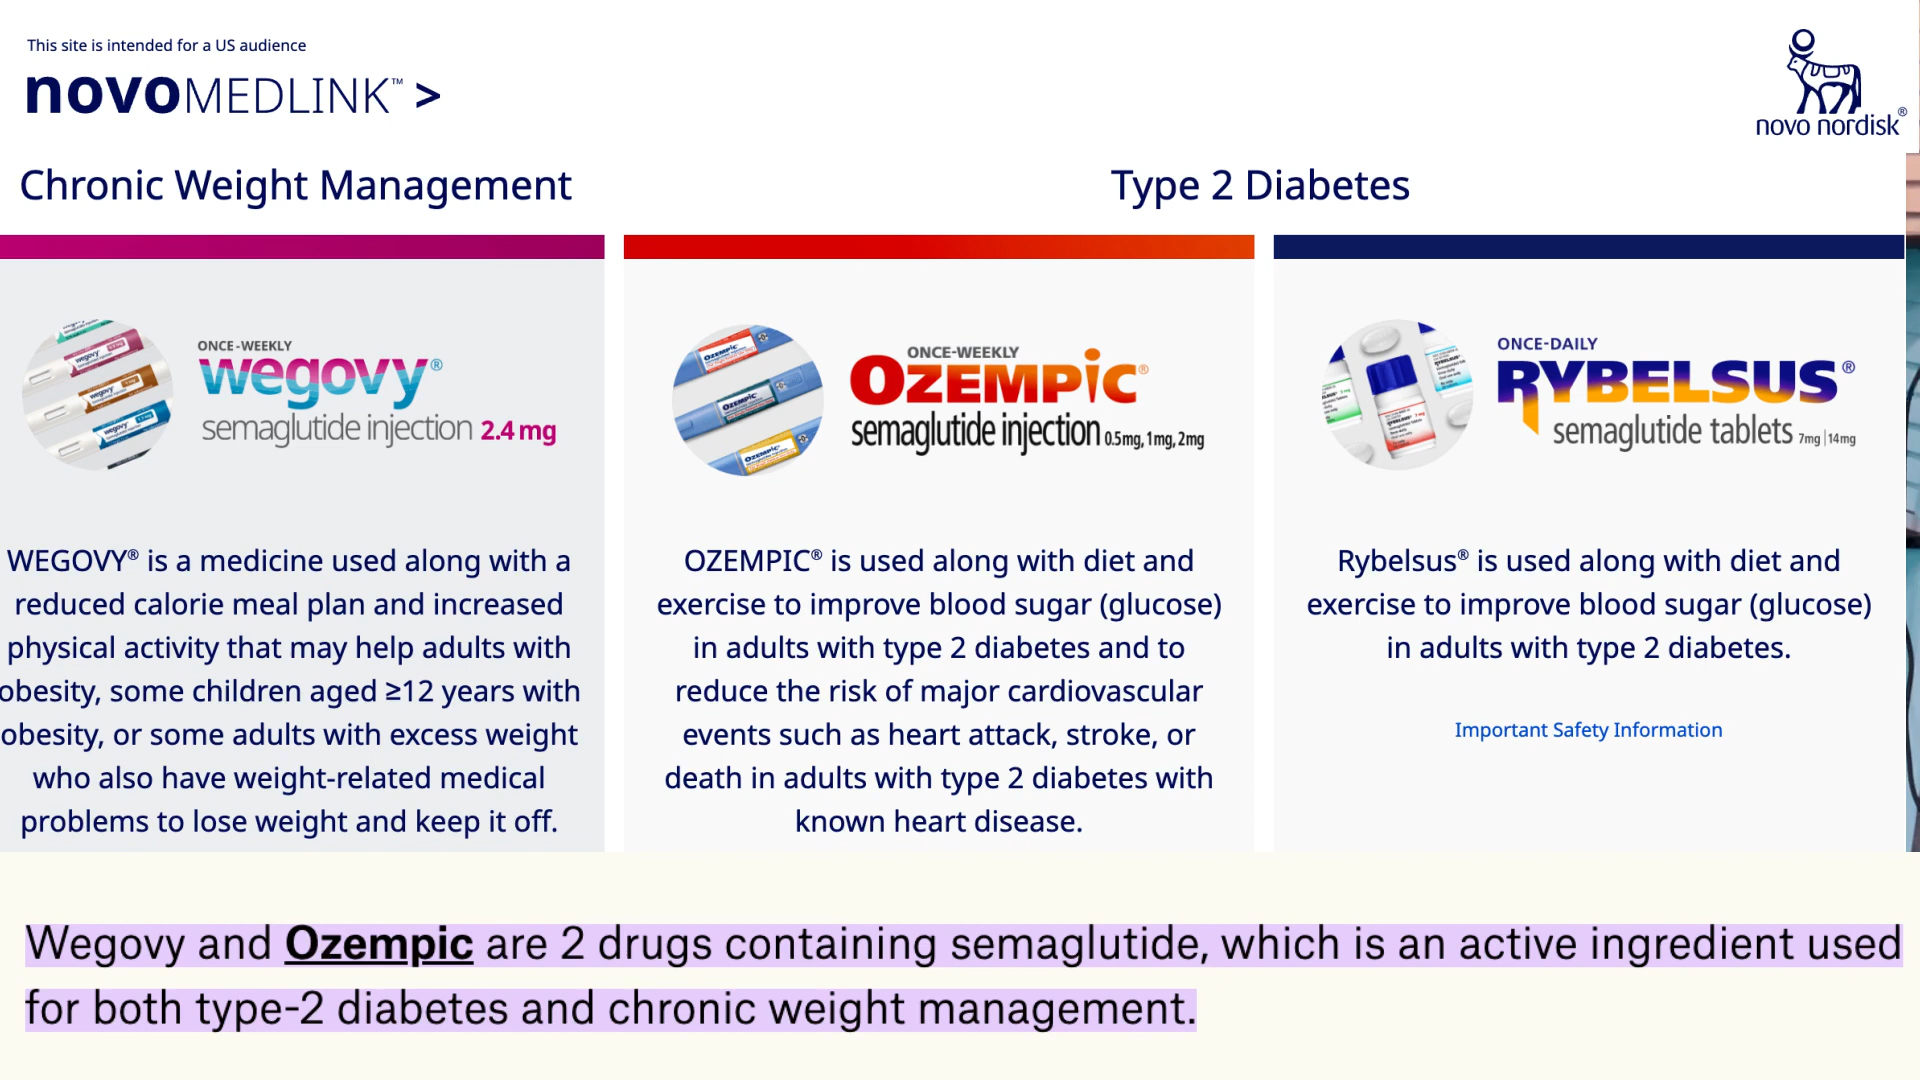 This site is intended for a US audience
novoMEDLINK™ >
novo nordisk®
Chronic Weight Management
Type 2 Diabetes
ONCE-WEEKLY
wegovy®
semaglutide injection 2.4 mg
WEGOVY® is a medicine used along with a
reduced calorie meal plan and increased
physical activity that may help adults with
obesity, some children aged ≥12 years with
obesity, or some adults with excess weight
who also have weight-related medical
problems to lose weight and keep it off.
ONCE-WEEKLY
OZEMPIC®
semaglutide injection 0.5mg, 1mg, 2mg
OZEMPIC® is used along with diet and
exercise to improve blood sugar (glucose)
in adults with type 2 diabetes and to
reduce the risk of major cardiovascular
events such as heart attack, stroke, or
death in adults with type 2 diabetes with
known heart disease.
ONCE-DAILY
RYBELSUS®
semaglutide tablets 7mg | 14mg
Rybelsus® is used along with diet and
exercise to improve blood sugar (glucose)
in adults with type 2 diabetes.
Important Safety Information
Wegovy and Ozempic are 2 drugs containing semaglutide, which is an active ingredient used
for both type-2 diabetes and chronic weight management.